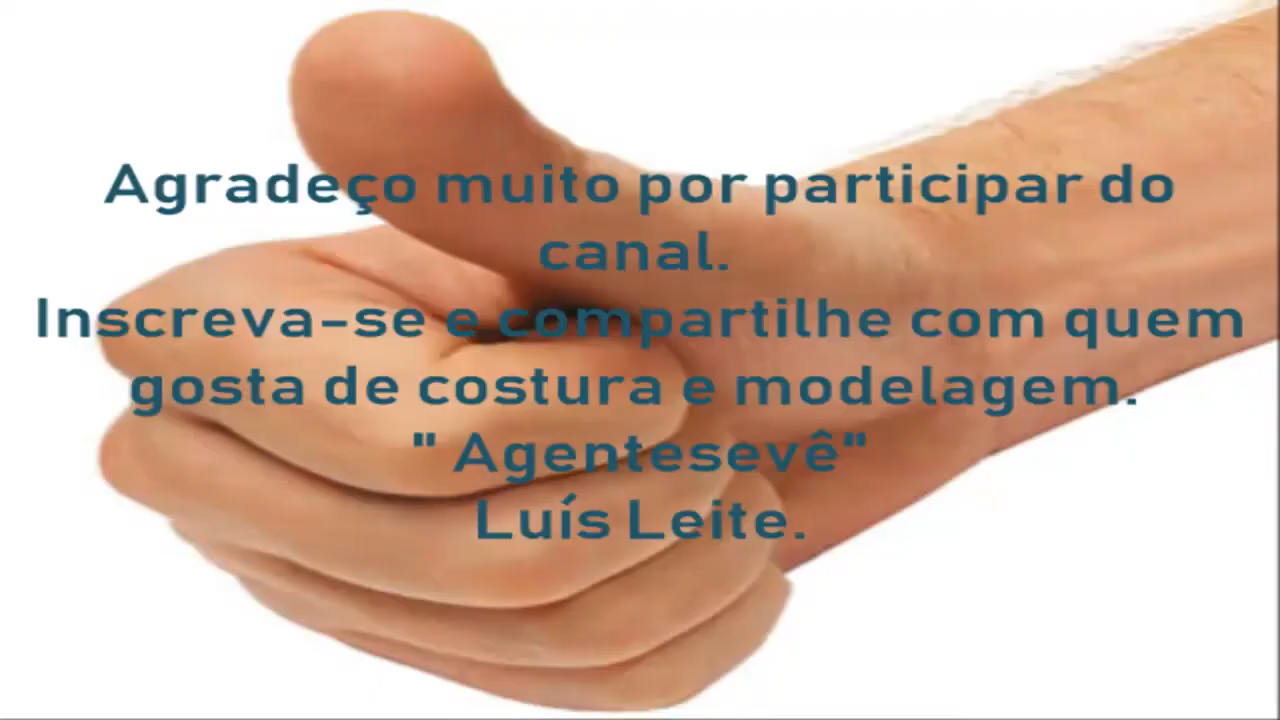 Agradeço muito por participar do
canal.
Inscreva-se e compartilhe com quem
gosta de costura e modelagem.
" Agentesevê"
Luís Leite.